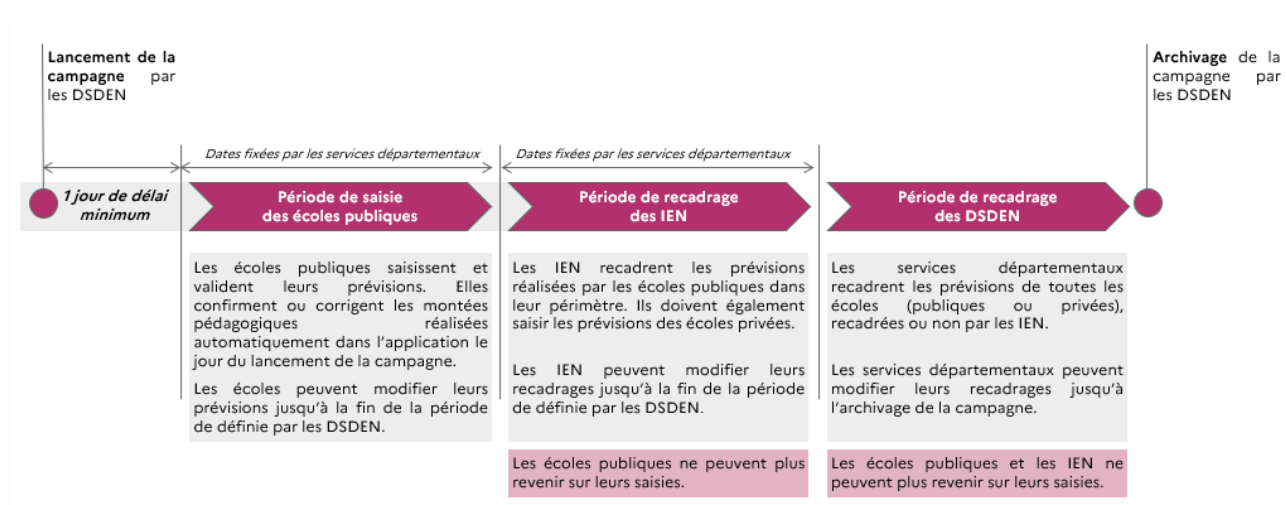 Lancement de la
campagne par
les DSDEN
Archivage de la
campagne par
les DSDEN
Dates fixées par les services départementaux
Dates fixées par les services départementaux
1 jour de délai
minimum
Période de saisie
des écoles publiques
Période de recadrage
des IEN
Période de recadrage
des DSDEN
Les écoles publiques saisissent et
valident leurs prévisions. Elles
confirment ou corrigent les montées
pédagogiques réalisées
automatiquement dans l'application le
jour du lancement de la campagne.
Les écoles peuvent modifier leurs
prévisions jusqu'à la fin de la période
de définie par les DSDEN.
Les IEN recadrent les prévisions
réalisées par les écoles publiques dans
leur périmètre. Ils doivent également
saisir les prévisions des écoles privées.
Les IEN peuvent modifier leurs
recadrages jusqu'à la fin de la période
de définie par les DSDEN.
Les écoles publiques ne peuvent plus
revenir sur leurs saisies.
Les services départementaux
recadrent les prévisions de toutes les
écoles (publiques ou privées),
recadrées ou non par les IEN.
Les services départementaux peuvent
modifier leurs recadrages jusqu'à
l'archivage de la campagne.
Les écoles publiques et les IEN ne
peuvent plus revenir sur leurs saisies.